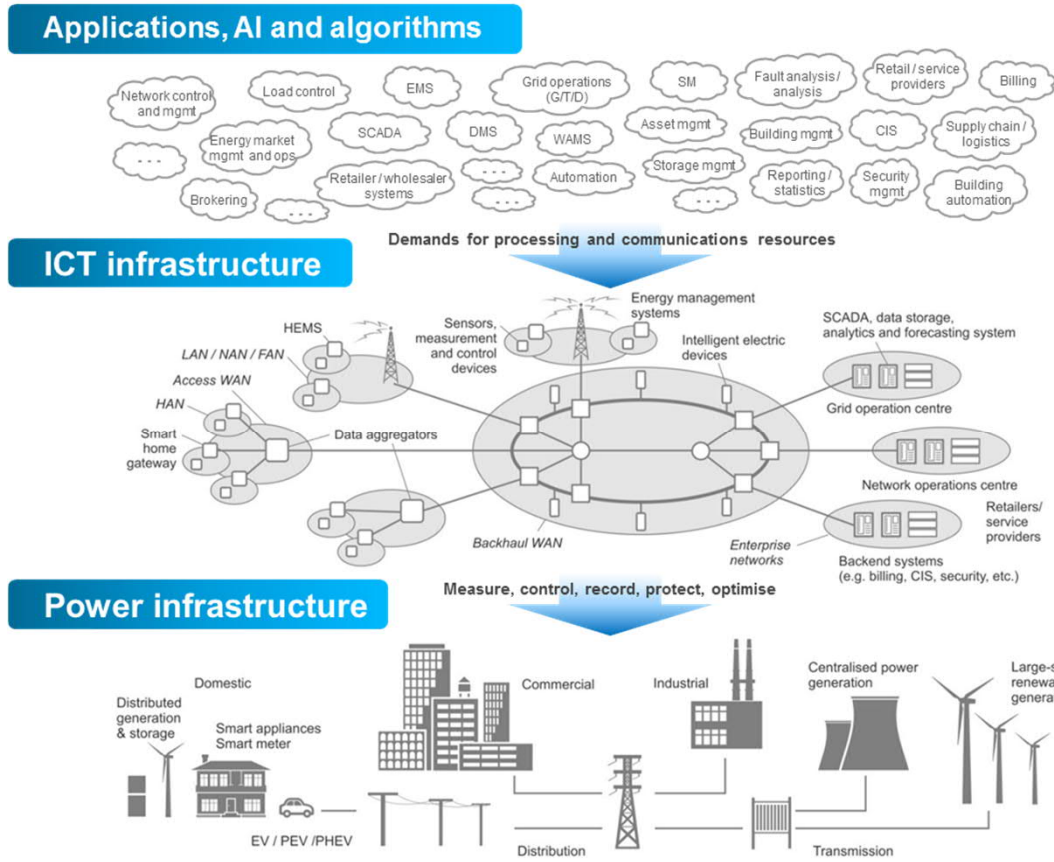 Applications, AI and algorithms
Network control
and mgmt
Load control
EMS
Grid operations
(G/T/D)
SM
Fault analysis /
analysis
Retail / service
providers
Billing
Energy market
mgmt and ops
SCADA
DMS
WAMS
Asset mgmt
Building mgmt
CIS
Supply chain /
logistics
. . .
Retailer / wholesaler
systems
. . .
Automation
Storage mgmt
Reporting /
statistics
Security
mgmt
Building
automation
Brokering
. . .
. . .
. . .
Demands for processing and communications resources
ICT infrastructure
Energy management
systems
HEMS
Sensors,
measurement
and control
devices
Intelligent electric
devices
SCADA, data storage,
analytics and forecasting system
LAN / NAN / FAN
Access WAN
HAN
Grid operation centre
Smart
home
gateway
Data aggregators
Network operations centre
Retailers/
service
providers
Backhaul WAN
Enterprise
networks
Backend systems
(e.g. billing, CIS, security, etc.)
Measure, control, record, protect, optimise
Power infrastructure
Domestic
Commercial
Industrial
Centralised power
generation
Large-s
renewa
genera
Distributed
generation
& storage
Smart appliances
Smart meter
EV / PEV /PHEV
Distribution
Transmission